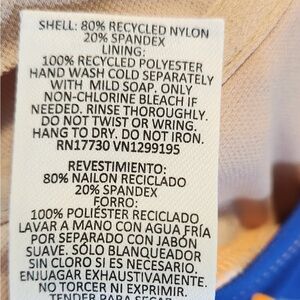 SHELL: 80% RECYCLED NYLON
20% SPANDEX
LINING:
100% RECYCLED POLYESTER
HAND WASH COLD SEPARATELY
WITH MILD SOAP. ONLY
NON-CHLORINE BLEACH IF
NEEDED. RINSE THOROUGHLY.
DO NOT TWIST OR WRING.
HANG TO DRY. DO NOT IRON.
RN17730 VN1299195
REVESTIMIENTO:
80% NAILON RECICLADO
20% SPANDEX
FORRO:
100% POLIÉSTER RECICLADO
LAVAR A MANO CON AGUA FRÍA
POR SEPARADO CON JABÓN
SUAVE. SÓLO BLANQUEADOR
SIN CLORO SI ES NECESARIO.
ENJUAGAR EXHAUSTIVAMENTE.
NO TORCER NI EXPRIMIR.
TENDER PARA SECAR.